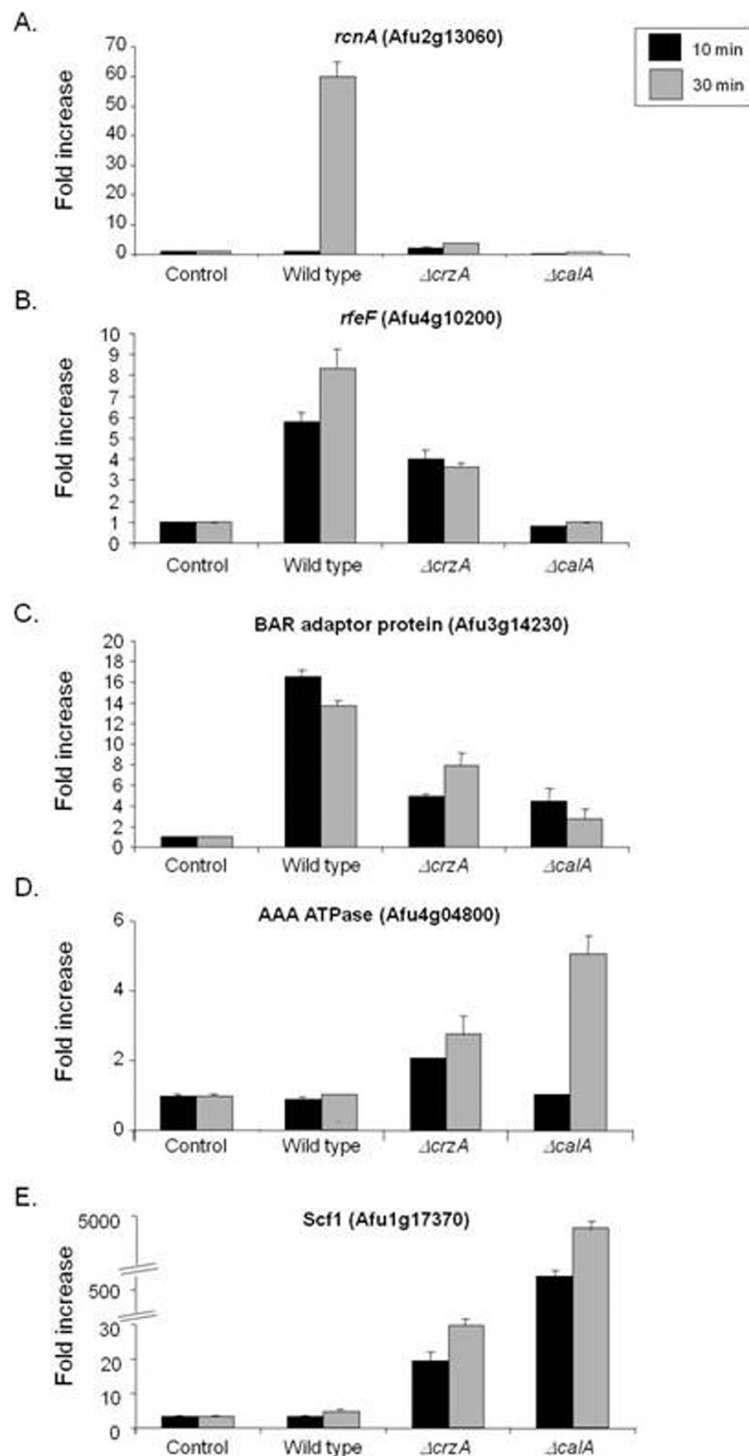 A.
rcnA (Afu2g13060)
10 min
30 min
Fold increase
70
60
50
40
30
20
10
0
Control Wild type ΔcrzA ΔcalA
B.
rfeF (Afu4g10200)
Fold increase
10
9
8
7
6
5
4
3
2
1
0
Control Wild type ΔcrzA ΔcalA
C.
BAR adaptor protein (Afu3g14230)
Fold increase
20
18
16
14
12
10
8
6
4
2
0
Control Wild type ΔcrzA ΔcalA
D.
AAA ATPase (Afu4g04800)
Fold increase
6
4
2
0
Control Wild type ΔcrzA ΔcalA
E.
Scf1 (Afu1g17370)
Fold increase
5000
500
30
20
10
0
Control Wild type ΔcrzA ΔcalA